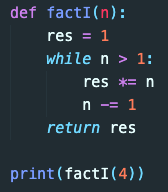 def factI(n):
    res = 1
    while n > 1:
        res *= n
        n -= 1
    return res

print(factI(4))